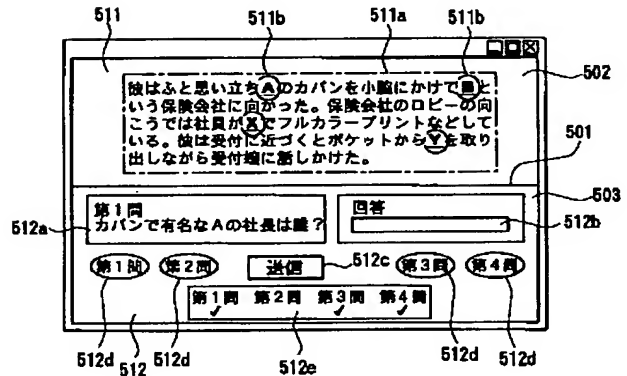 511
511b
511a
511b
502
彼はふと思い立ちAのカバンを小脇にかけてBと
いう保険会社に向かった。保険会社のロビーの向
こうでは社員がXでフルカラープリントなどして
いる。彼は受付に近づくとポケットからYを取り
出しながら受付嬢に話しかけた。
501
503
512a
第1問
カバンで有名なAの社長は誰?
回答
512b
第1問
第2問
送信
512c
第3問
第4問
第1問 第2問 第3問 第4問
✓ ✓ ✓
512d
512
512d
512e
512d
512d